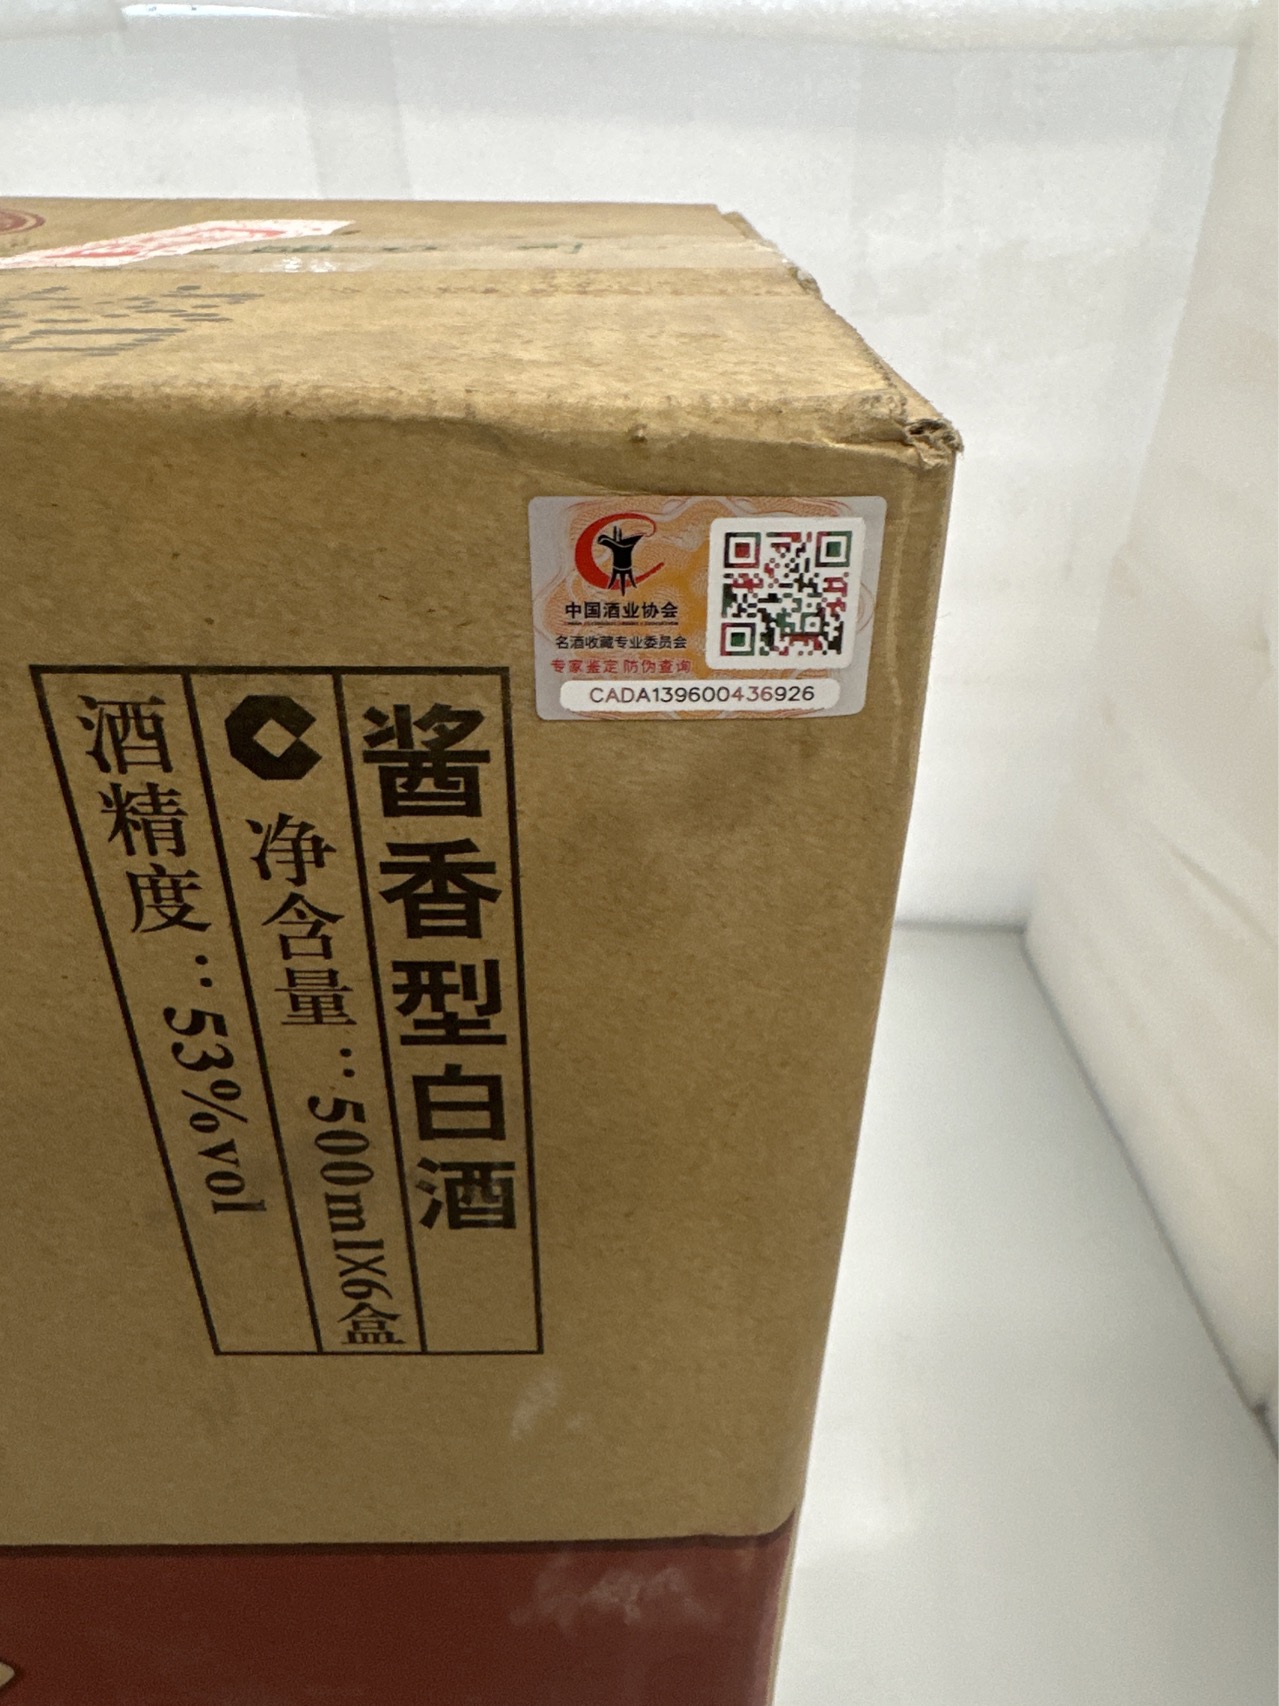 中国酒业协会
名酒收藏专业委员会
专家鉴定 防伪查询
CADA139600436926
酱香型白酒
净含量：500mlX6盒
酒精度：53%vol